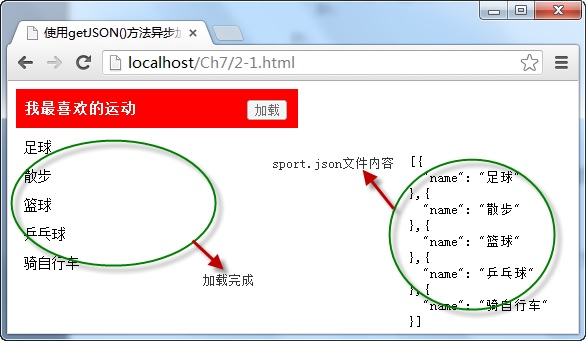 使用getJSON()方法异步加
localhost/Ch7/2-1.html
我最喜欢的运动
加载
足球
散步
篮球
乒乓球
骑自行车
加载完成
sport.json文件内容
[{
"name": "足球"
},{
"name": "散步"
},{
"name": "篮球"
},{
"name": "乒乓球"
},{
"name": "骑自行车"
}]